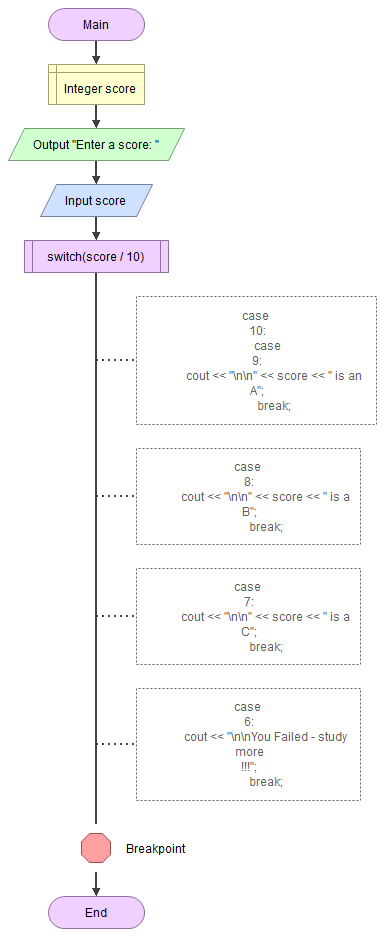 Main
Integer score
Output "Enter a score: "
Input score
switch(score / 10)
case
10:
case
9:
cout << "\n\n" << score << " is an
A";
break;
case
8:
cout << "\n\n" << score << " is a
B";
break;
case
7:
cout << "\n\n" << score << " is a
C";
break;
case
6:
cout << "\n\nYou Failed - study
more
!!!";
break;
Breakpoint
End